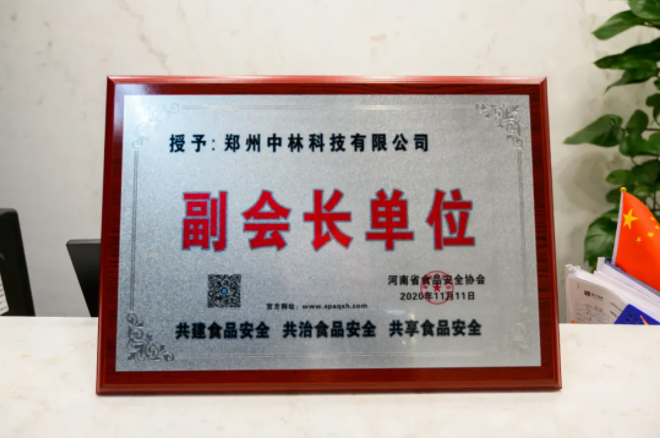 授予：郑州中林科技有限公司
副会长单位
河南省食品安全协会
2020年11月11日
官方网址：www.spaqxh.com
共建食品安全 共治食品安全 共享食品安全